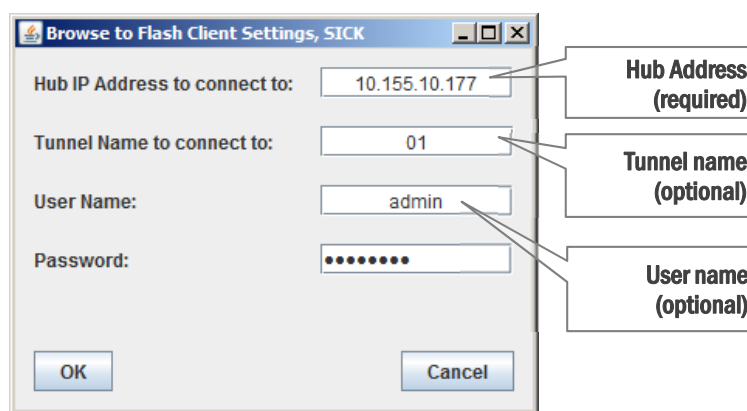 Browse to Flash Client Settings, SICK
Hub IP Address to connect to: 10.155.10.177
Hub Address
(required)
Tunnel Name to connect to: 01
Tunnel name
(optional)
User Name: admin
Password: ••••••••
User name
(optional)
OK Cancel